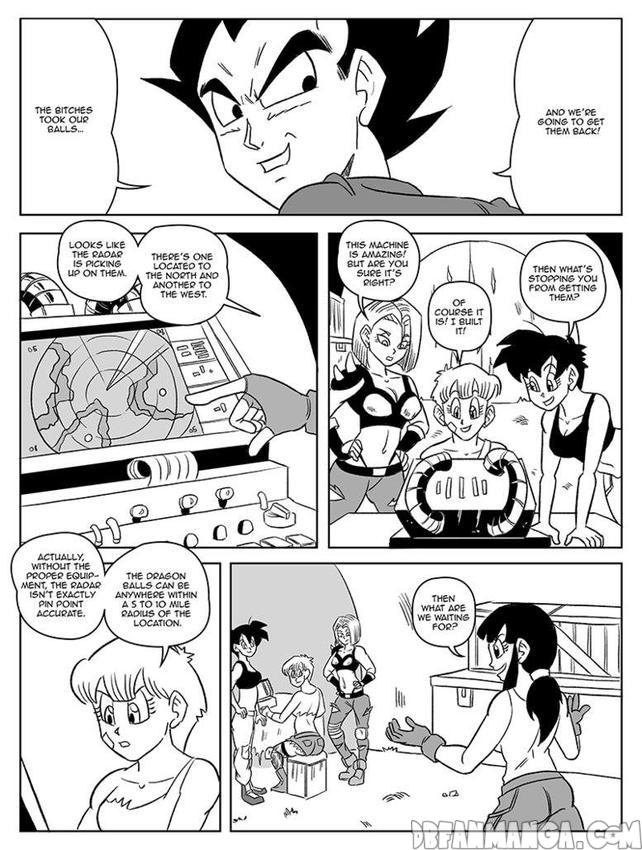 THE BITCHES
TOOK OUR
BALLS...
AND WE'RE
GOING TO GET
THEM BACK!
LOOKS LIKE
THE RADAR
IS PICKING
UP ON THEM.
THERE'S ONE
LOCATED TO
THE NORTH AND
ANOTHER TO
THE WEST.
05
04
08
06
THIS MACHINE
IS AMAZING!
BUT ARE YOU
SURE IT'S
RIGHT?
OF
COURSE IT
IS! I BUILT
IT!
THEN WHAT'S
STOPPING YOU
FROM GETTING
THEM?
ACTUALLY,
WITHOUT THE
PROPER EQUIP-
MENT, THE RADAR
ISN'T EXACTLY
PIN POINT
ACCURATE.
THE DRAGON
BALLS CAN BE
ANYWHERE WITHIN
A 5 TO 10 MILE
RADIUS OF THE
LOCATION.
THEN
WHAT ARE
WE WAITING
FOR?
DBFANMANGA.COM